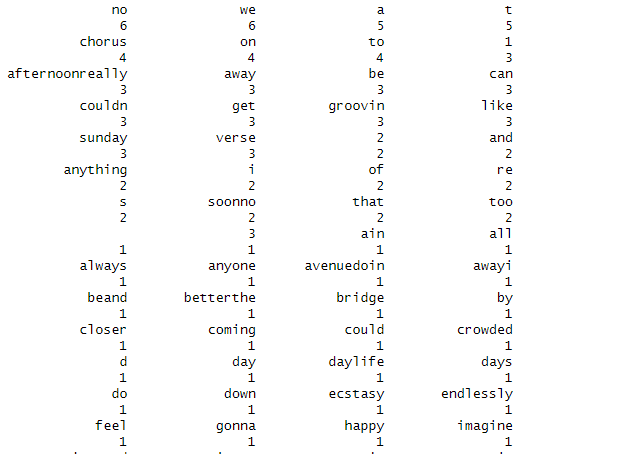 no we a t
6 6 5 5
chorus on to 1
4 4 4 3
afternoonreally away be can
3 3 3 3
couldn get groovin like
3 3 3 3
sunday verse 2 and
3 3 2 2
anything i of re
2 2 2 2
s soonno that too
2 2 2 2
3 ain all
1 1 1 1
always anyone avenuedoin awayi
1 1 1 1
beand betterthe bridge by
1 1 1 1
closer coming could crowded
1 1 1 1
d day daylife days
1 1 1 1
do down ecstasy endlessly
1 1 1 1
feel gonna happy imagine
1 1 1 1